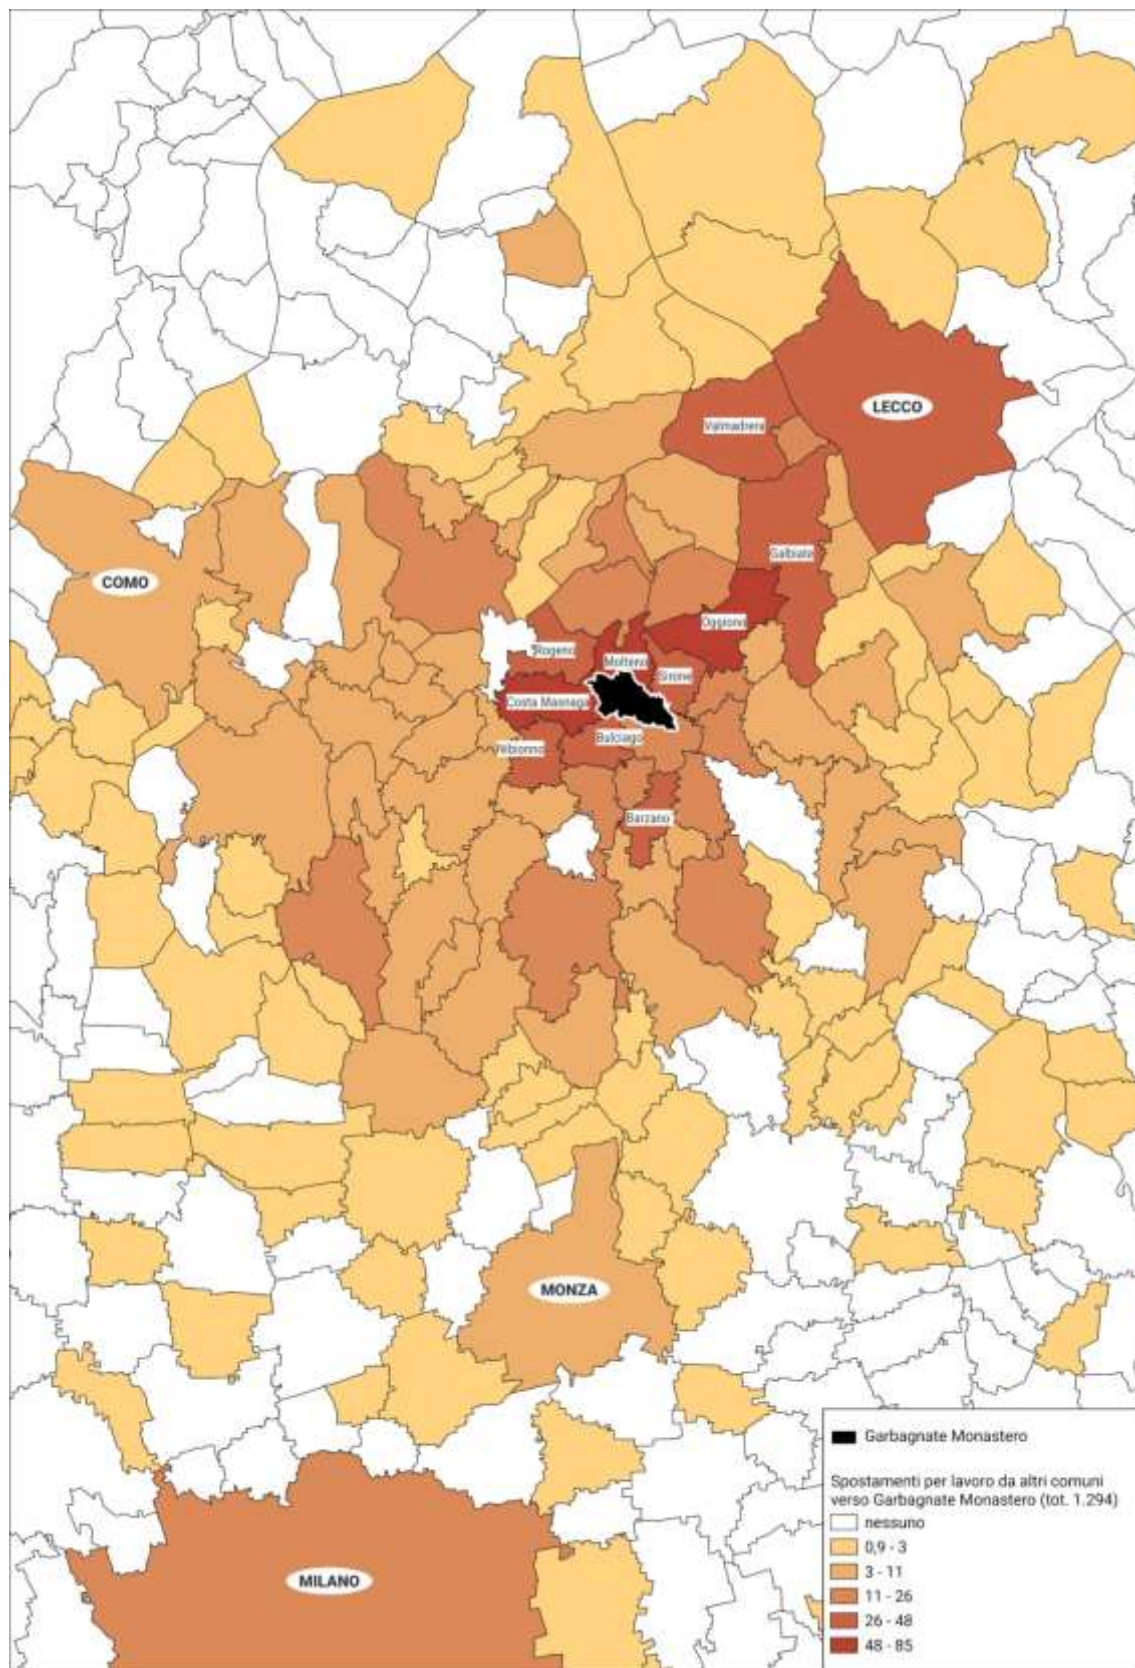 LECCO
Valmadrera
Galbiate
COMO
Oggiono
Rogeno
Molteno
Sirone
Costa Masnaga
Bulciago
Nibionno
Barzanò
MONZA
Garbagnate Monastero
Spostamenti per lavoro da altri comuni
verso Garbagnate Monastero (tot. 1.294)
nessuno
0,9 - 3
3 - 11
11 - 26
26 - 48
48 - 85
MILANO